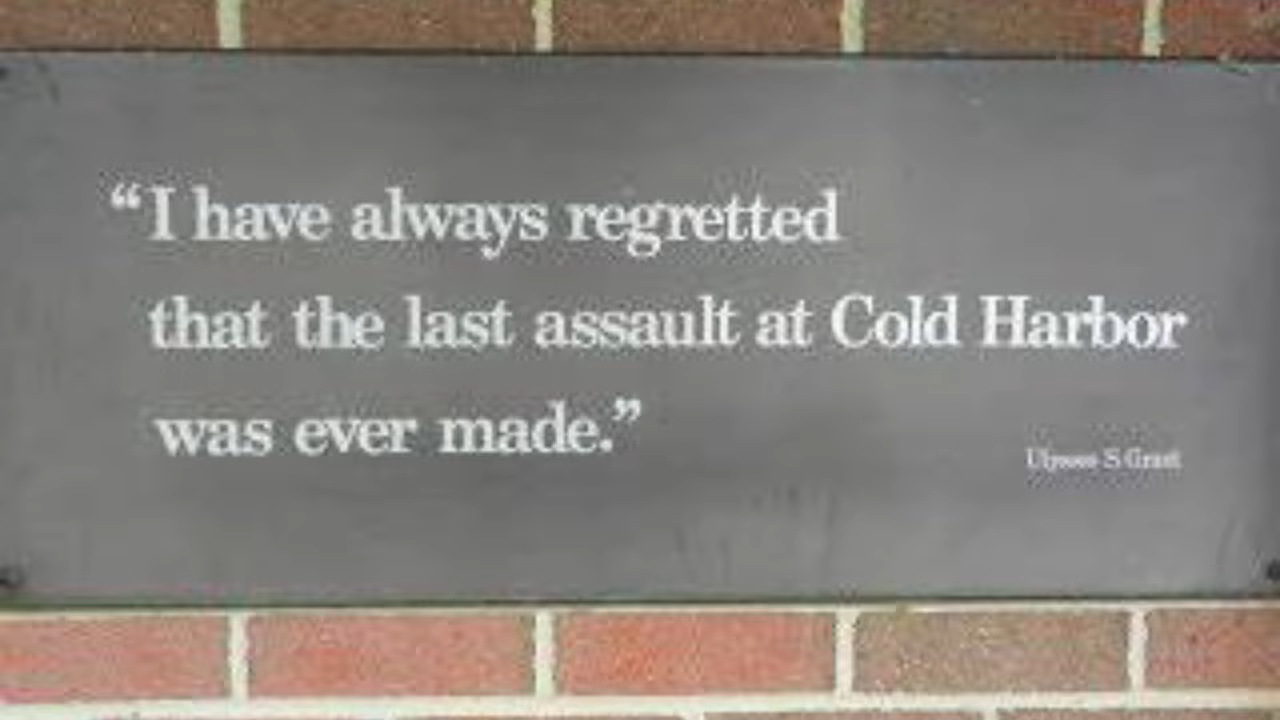 “I have always regretted
that the last assault at Cold Harbor
was ever made.”
Ulysses S Grant